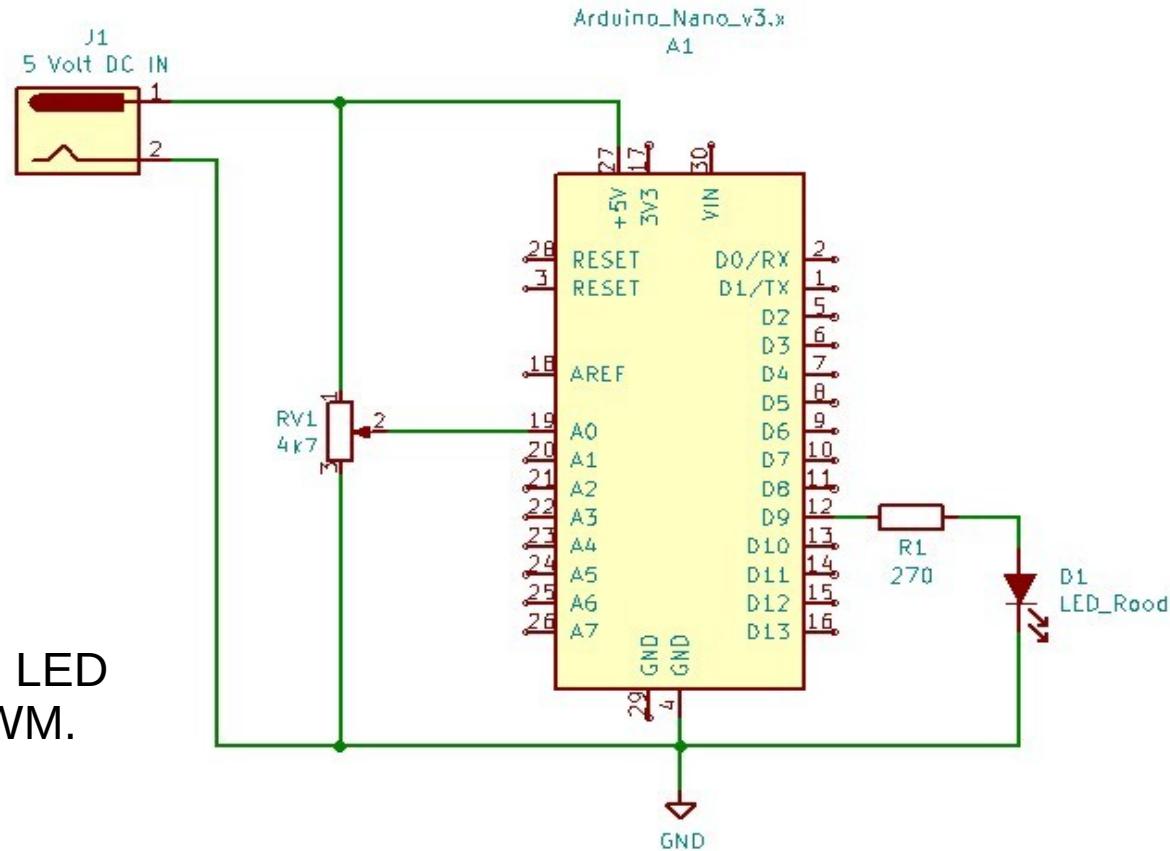 Arduino_Nano_v3.x
A1
J1
5 Volt DC IN
1
2
27
17
30
+5V
3V3
VIN
28 RESET
3 RESET
18 AREF
19 A0
20 A1
21 A2
22 A3
23 A4
24 A5
25 A6
26 A7
D0/RX 2
D1/TX 1
D2 5
D3 6
D4 7
D5 8
D6 9
D7 10
D8 11
D9 12
D10 13
D11 14
D12 15
D13 16
GND
GND
29
4
1
RV1
4k7
2
3
R1
270
D1
LED_Rood
LED
WM.
GND